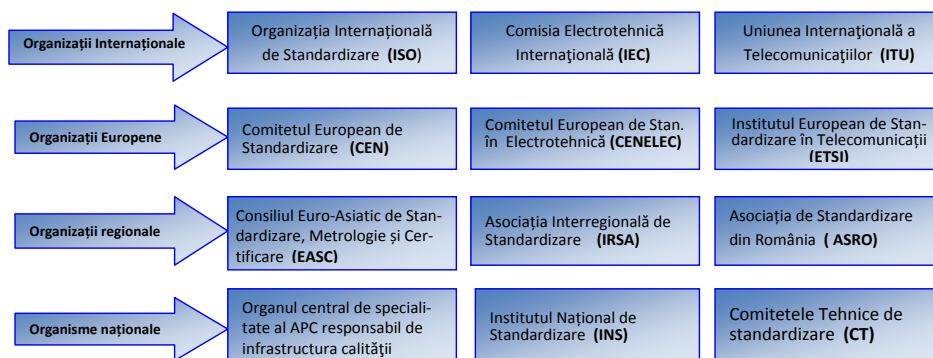 Organizații Internaționale
Organizația Internațională
de Standardizare (ISO)
Comisia Electrotehnică
Internaţională (IEC)
Uniunea Internaţională a
Telecomunicaţiilor (ITU)
Organizații Europene
Comitetul European de
Standardizare (CEN)
Comitetul European de Stan.
în Electrotehnică (CENELEC)
Institutul European de Stan-
dardizare în Telecomunicații
(ETSI)
Organizații regionale
Consiliul Euro-Asiatic de Stan-
dardizare, Metrologie și Cer-
tificare (EASC)
Asociația Interregională de
Standardizare (IRSA)
Asociația de Standardizare
din România ( ASRO)
Organisme naționale
Organul central de speciali-
tate al APC responsabil de
infrastructura calităţii
Institutul Național de
Standardizare (INS)
Comitetele Tehnice de
standardizare (CT)